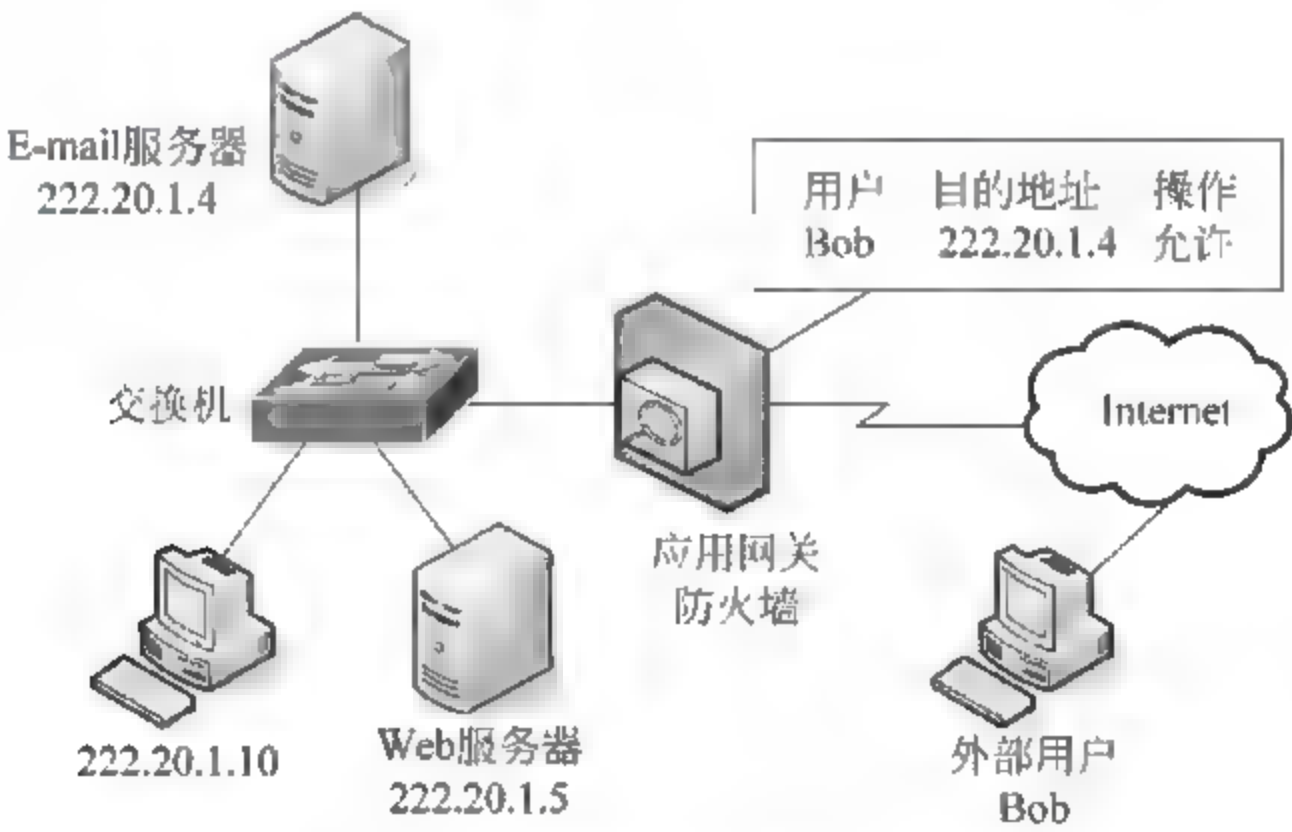 E-mail服务器
222.20.1.4
用户 目的地址 操作
Bob 222.20.1.4 允许
交换机
Internet
应用网关
防火墙
222.20.1.10
Web服务器
222.20.1.5
外部用户
Bob